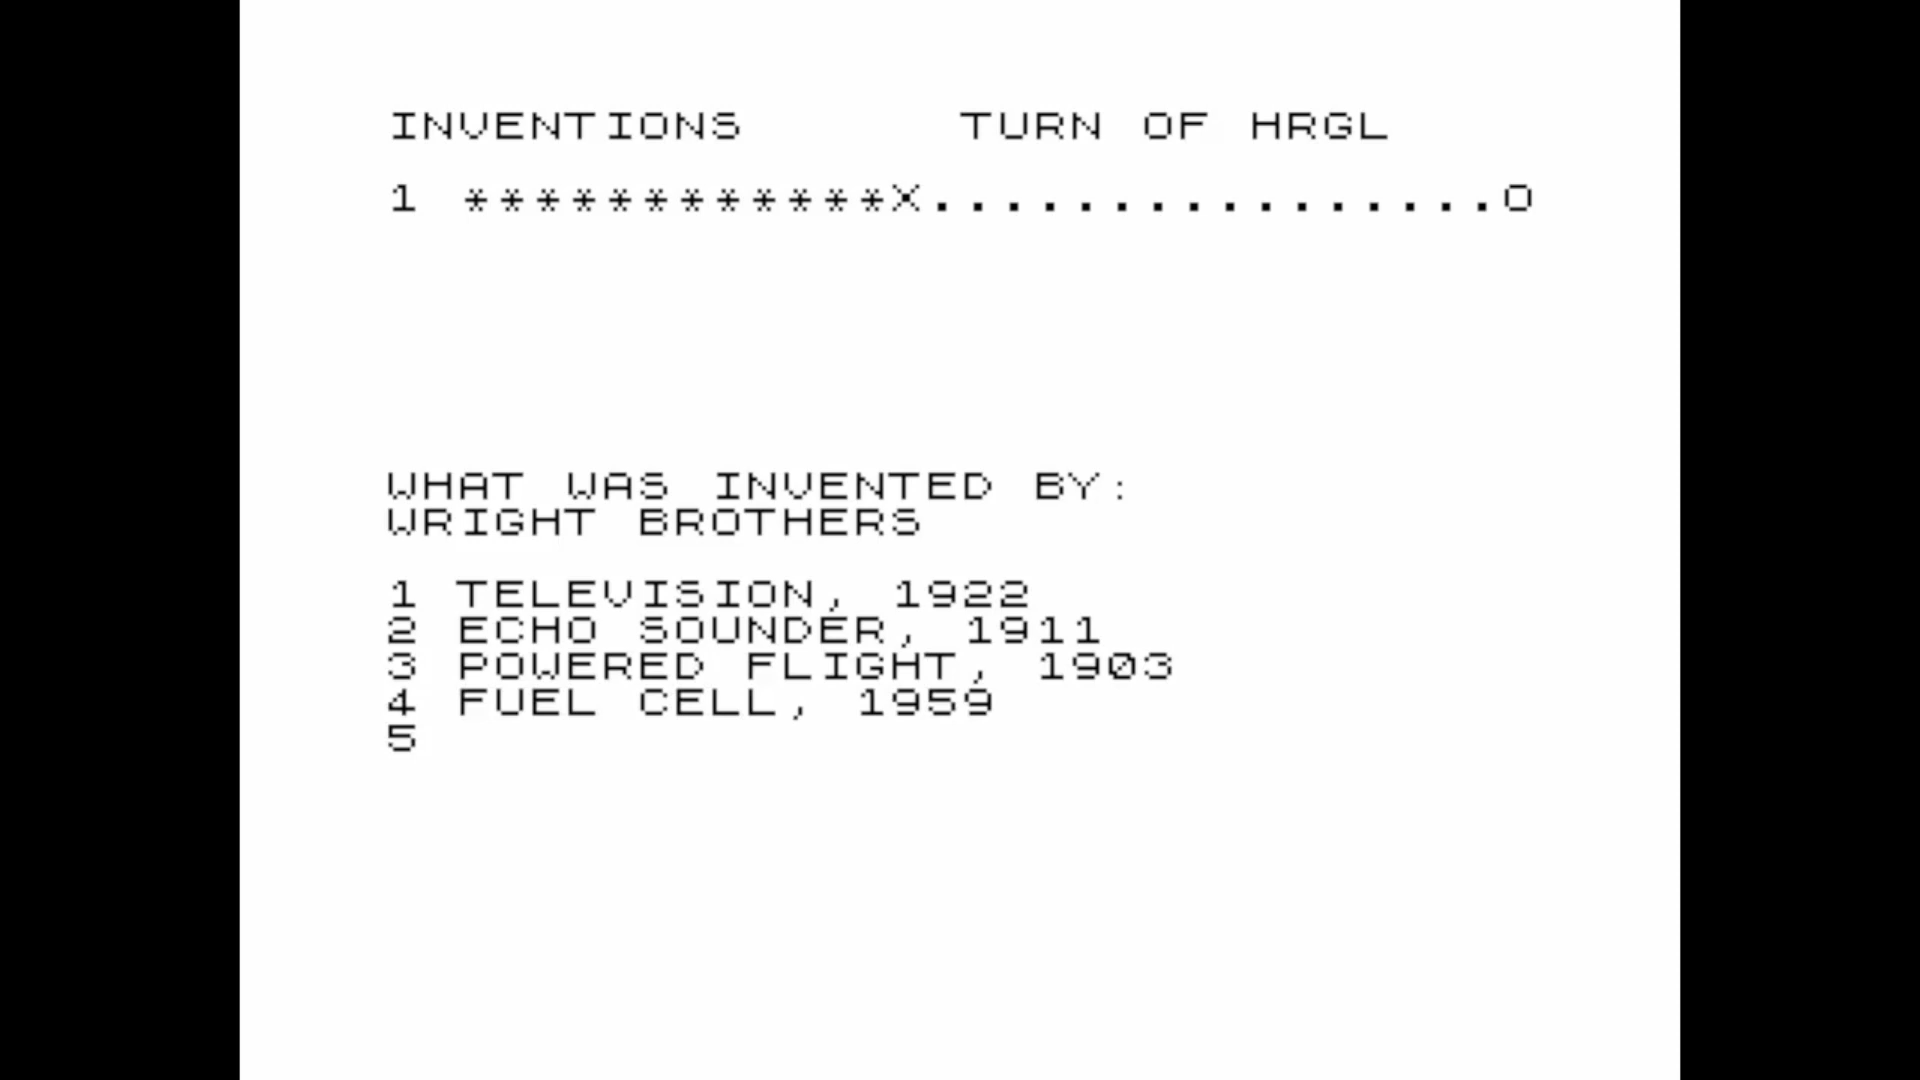 INVENTIONS TURN OF HRGL
1 ************X................O
WHAT WAS INVENTED BY:
WRIGHT BROTHERS
1 TELEVISION, 1922
2 ECHO SOUNDER, 1911
3 POWERED FLIGHT, 1903
4 FUEL CELL, 1959
5